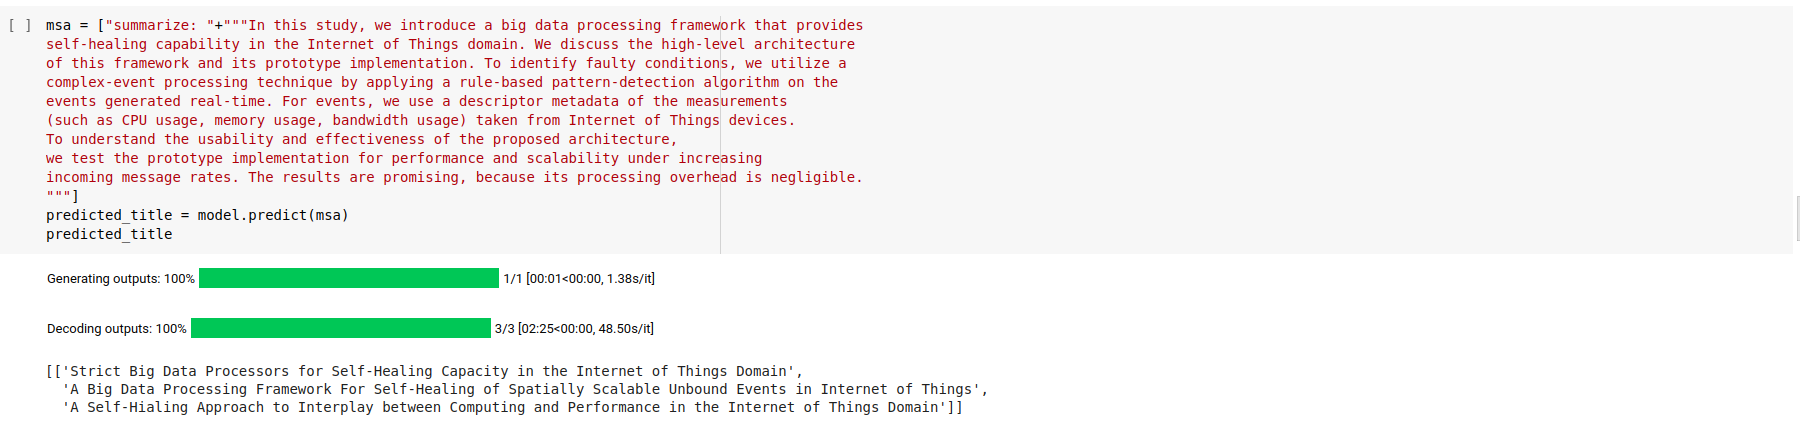 [ ] msa = ["summarize: "+"""In this study, we introduce a big data processing framework that provides
self-healing capability in the Internet of Things domain. We discuss the high-level architecture
of this framework and its prototype implementation. To identify faulty conditions, we utilize a
complex-event processing technique by applying a rule-based pattern-detection algorithm on the
events generated real-time. For events, we use a descriptor metadata of the measurements
(such as CPU usage, memory usage, bandwidth usage) taken from Internet of Things devices.
To understand the usability and effectiveness of the proposed architecture,
we test the prototype implementation for performance and scalability under increasing
incoming message rates. The results are promising, because its processing overhead is negligible.
"""]
predicted_title = model.predict(msa)
predicted_title
Generating outputs: 100% 1/1 [00:01<00:00, 1.38s/it]
Decoding outputs: 100% 3/3 [02:25<00:00, 48.50s/it]
[['Strict Big Data Processors for Self-Healing Capacity in the Internet of Things Domain',
'A Big Data Processing Framework For Self-Healing of Spatially Scalable Unbound Events in Internet of Things',
'A Self-Hialing Approach to Interplay between Computing and Performance in the Internet of Things Domain']]